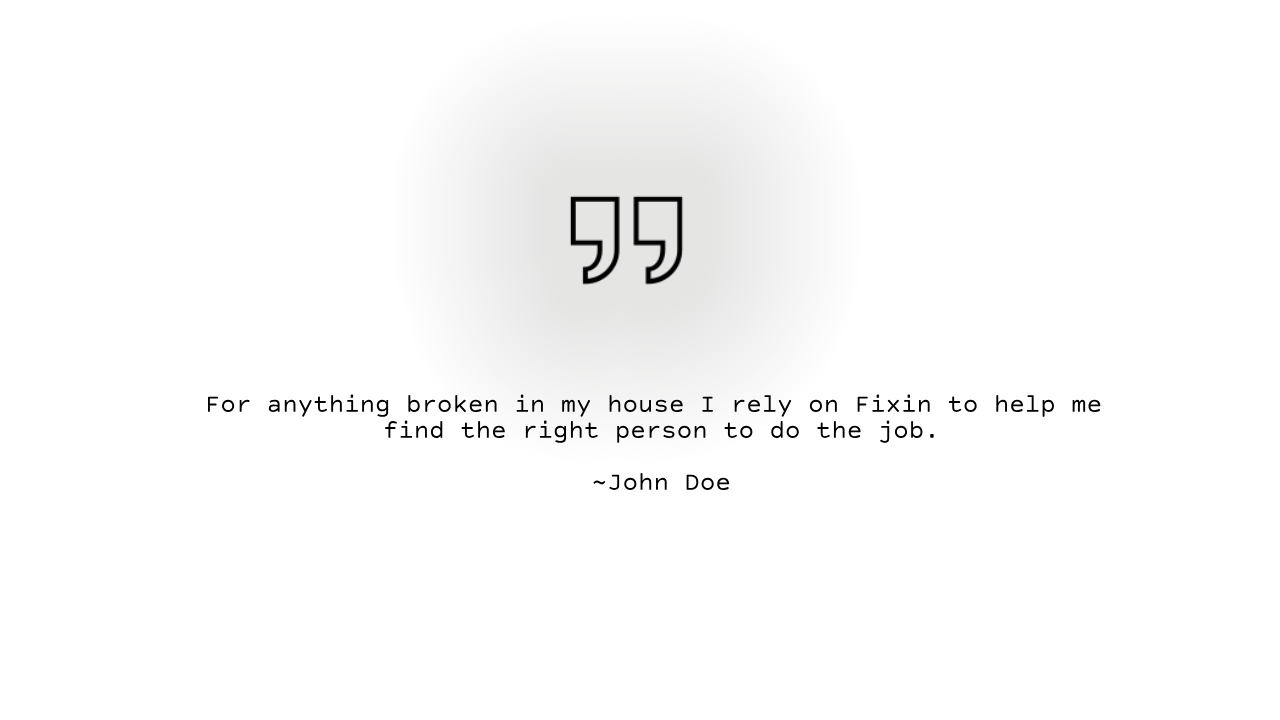 For anything broken in my house I rely on Fixin to help me
find the right person to do the job.
~John Doe